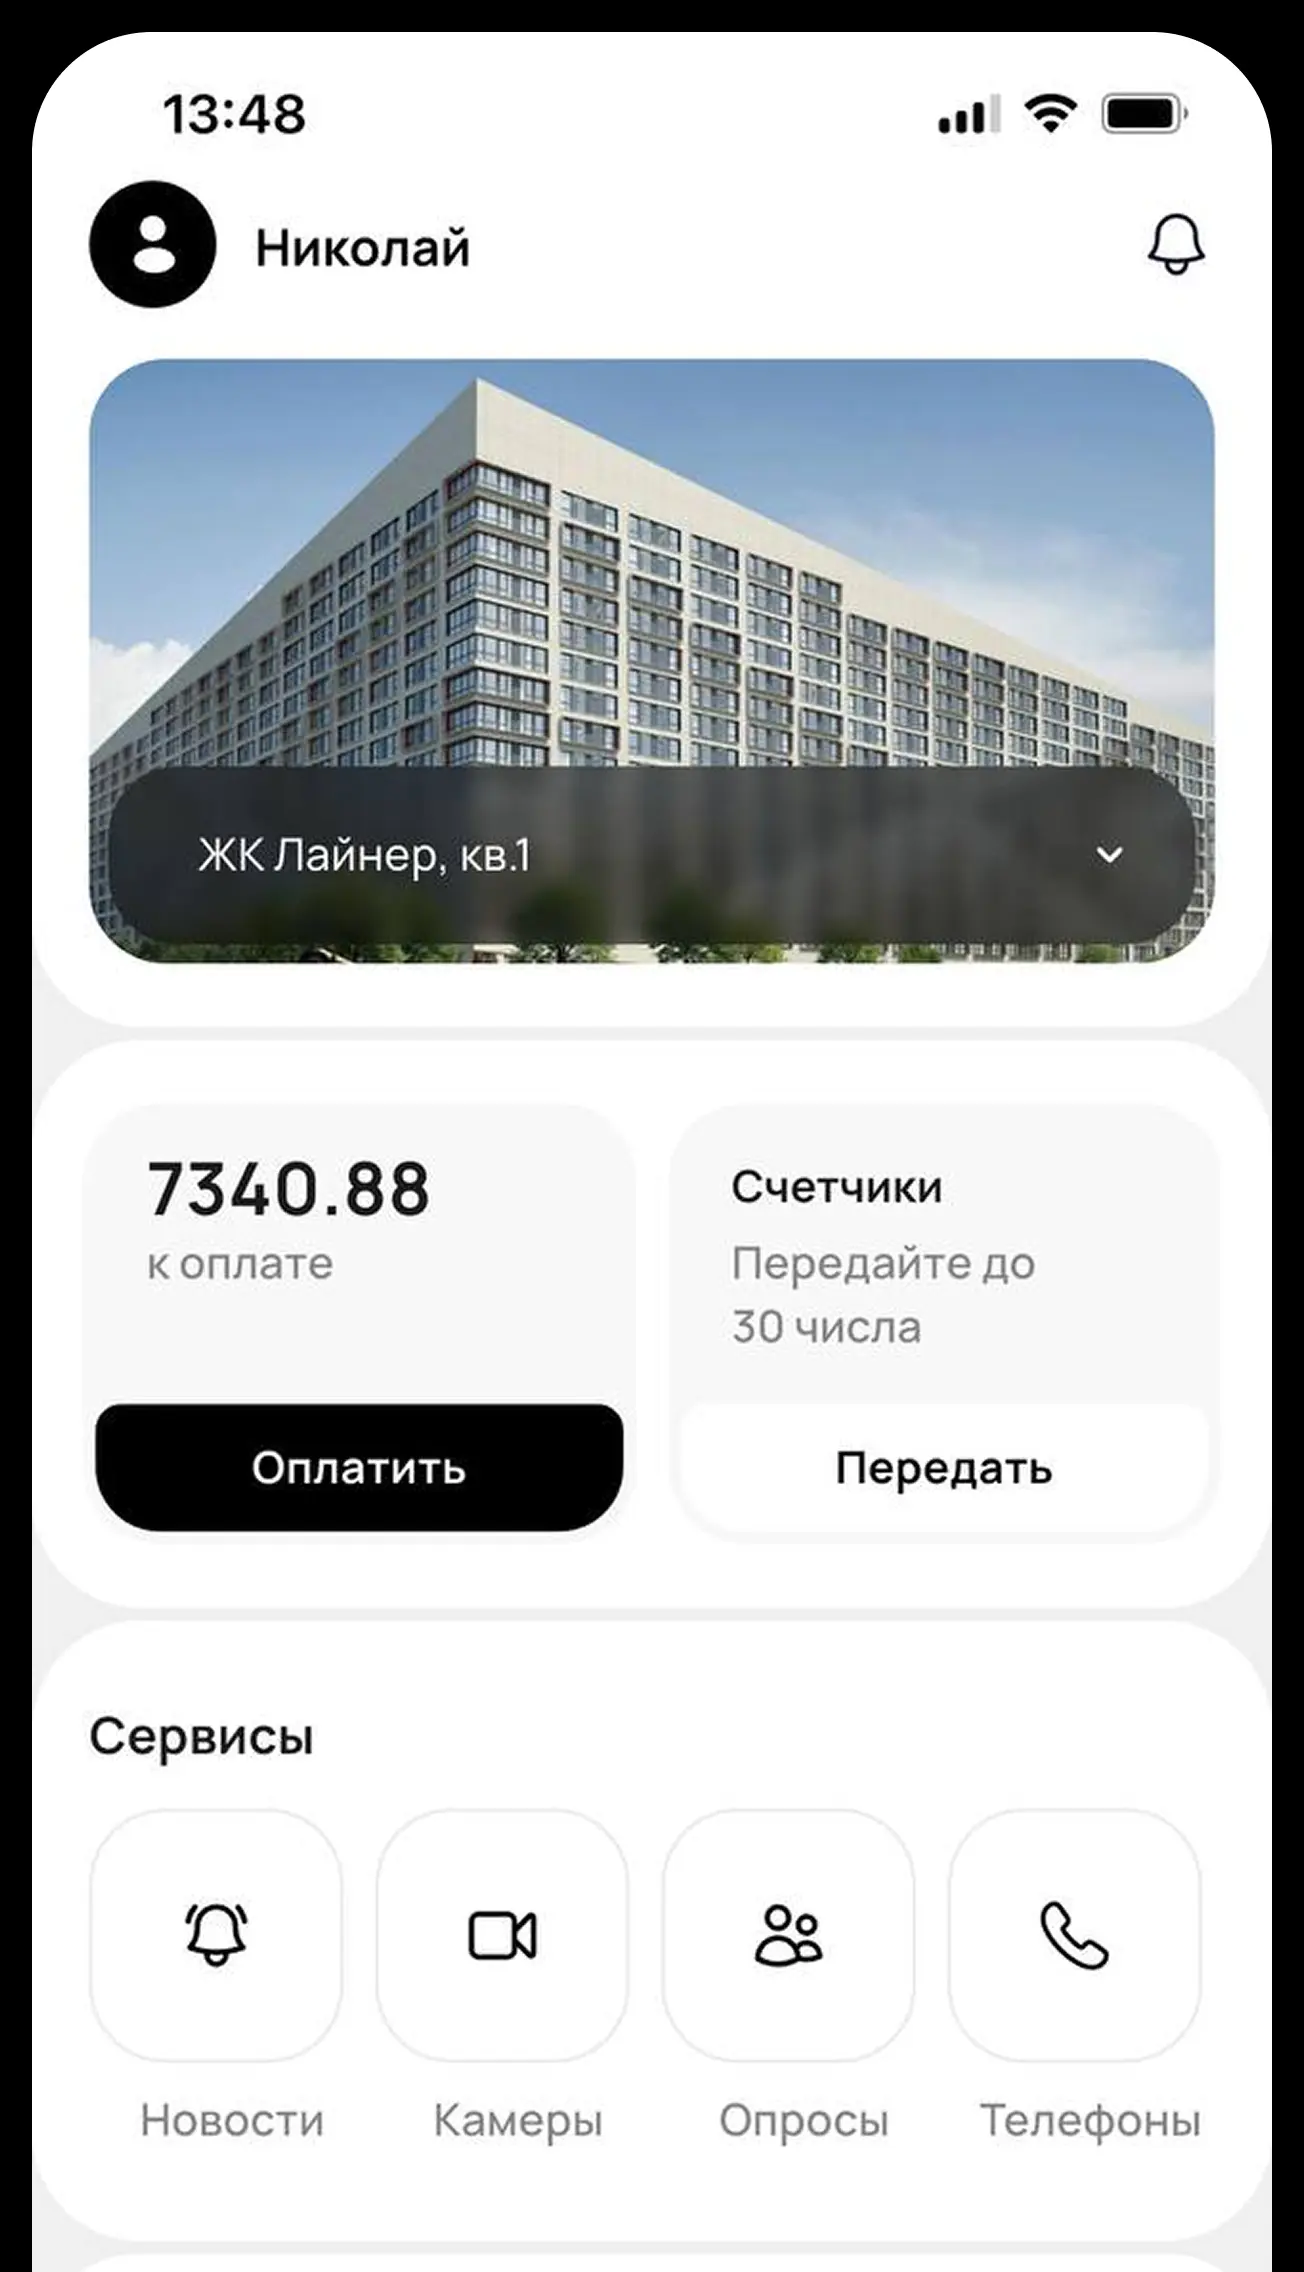 13:48
Николай
ЖК Лайнер, кв.1
7340.88
к оплате
Оплатить
Счетчики
Передайте до
30 числа
Передать
Сервисы
Новости
Камеры
Опросы
Телефоны